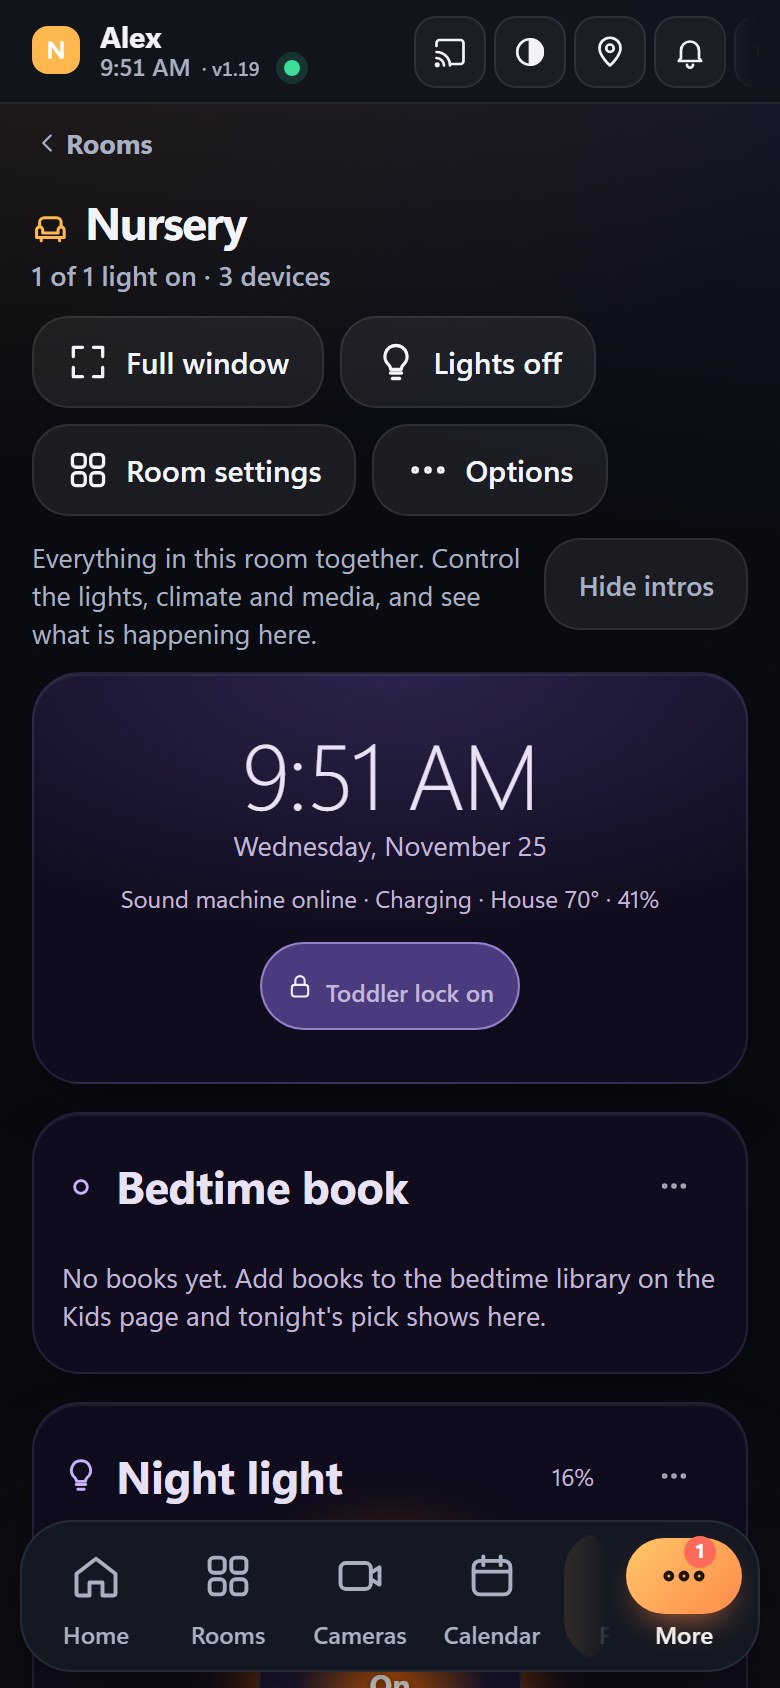 N
Alex
9:51 AM · v1.19
Rooms
Nursery
1 of 1 light on · 3 devices
Full window
Lights off
Room settings
Options
Everything in this room together. Control
the lights, climate and media, and see
what is happening here.
Hide intros
9:51 AM
Wednesday, November 25
Sound machine online · Charging · House 70° · 41%
Toddler lock on
Bedtime book
No books yet. Add books to the bedtime library on the
Kids page and tonight's pick shows here.
Night light
16%
1
Home
Rooms
Cameras
Calendar
More
On